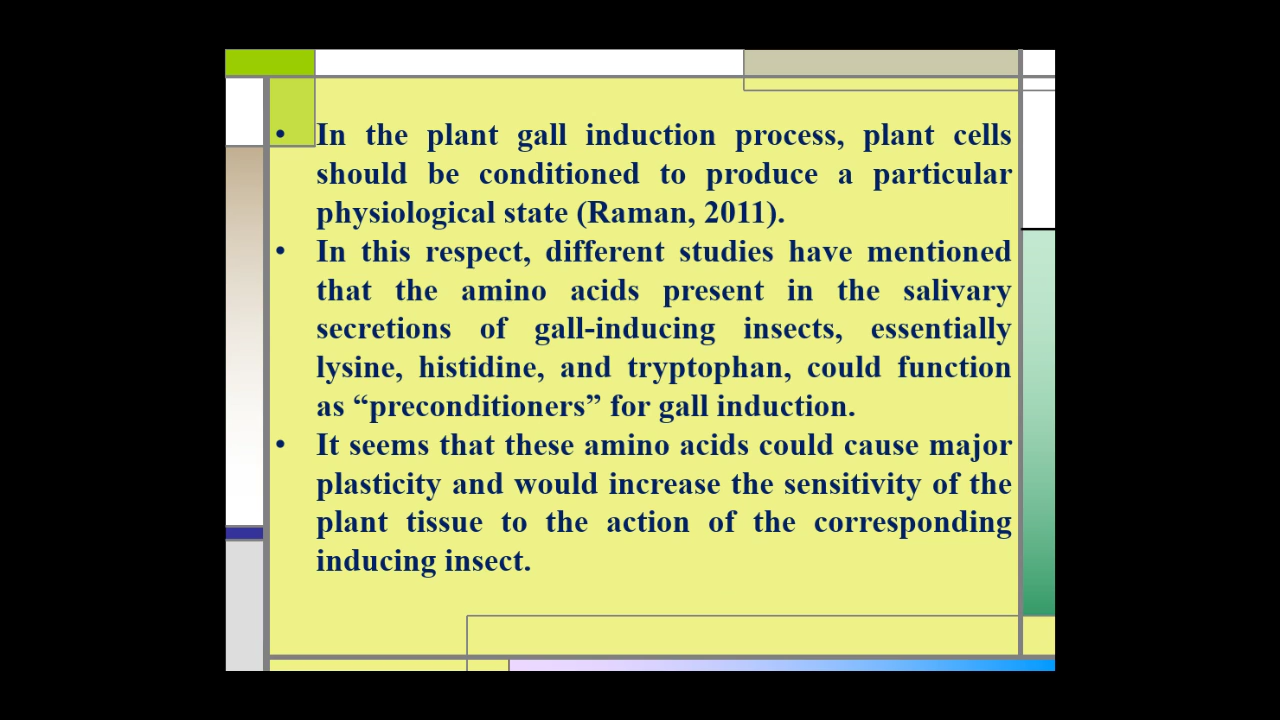 • In the plant gall induction process, plant cells
should be conditioned to produce a particular
physiological state (Raman, 2011).
• In this respect, different studies have mentioned
that the amino acids present in the salivary
secretions of gall-inducing insects, essentially
lysine, histidine, and tryptophan, could function
as “preconditioners” for gall induction.
• It seems that these amino acids could cause major
plasticity and would increase the sensitivity of the
plant tissue to the action of the corresponding
inducing insect.